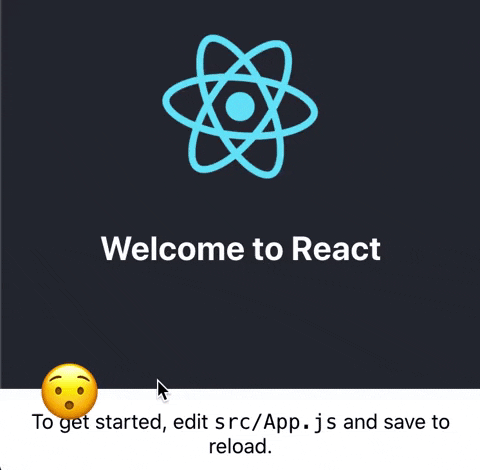 Welcome to React
To get started, edit src/App.js and save to
reload.